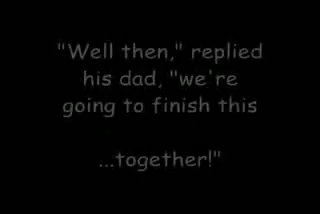 "Well then," replied
his dad, "we're
going to finish this
...together!"